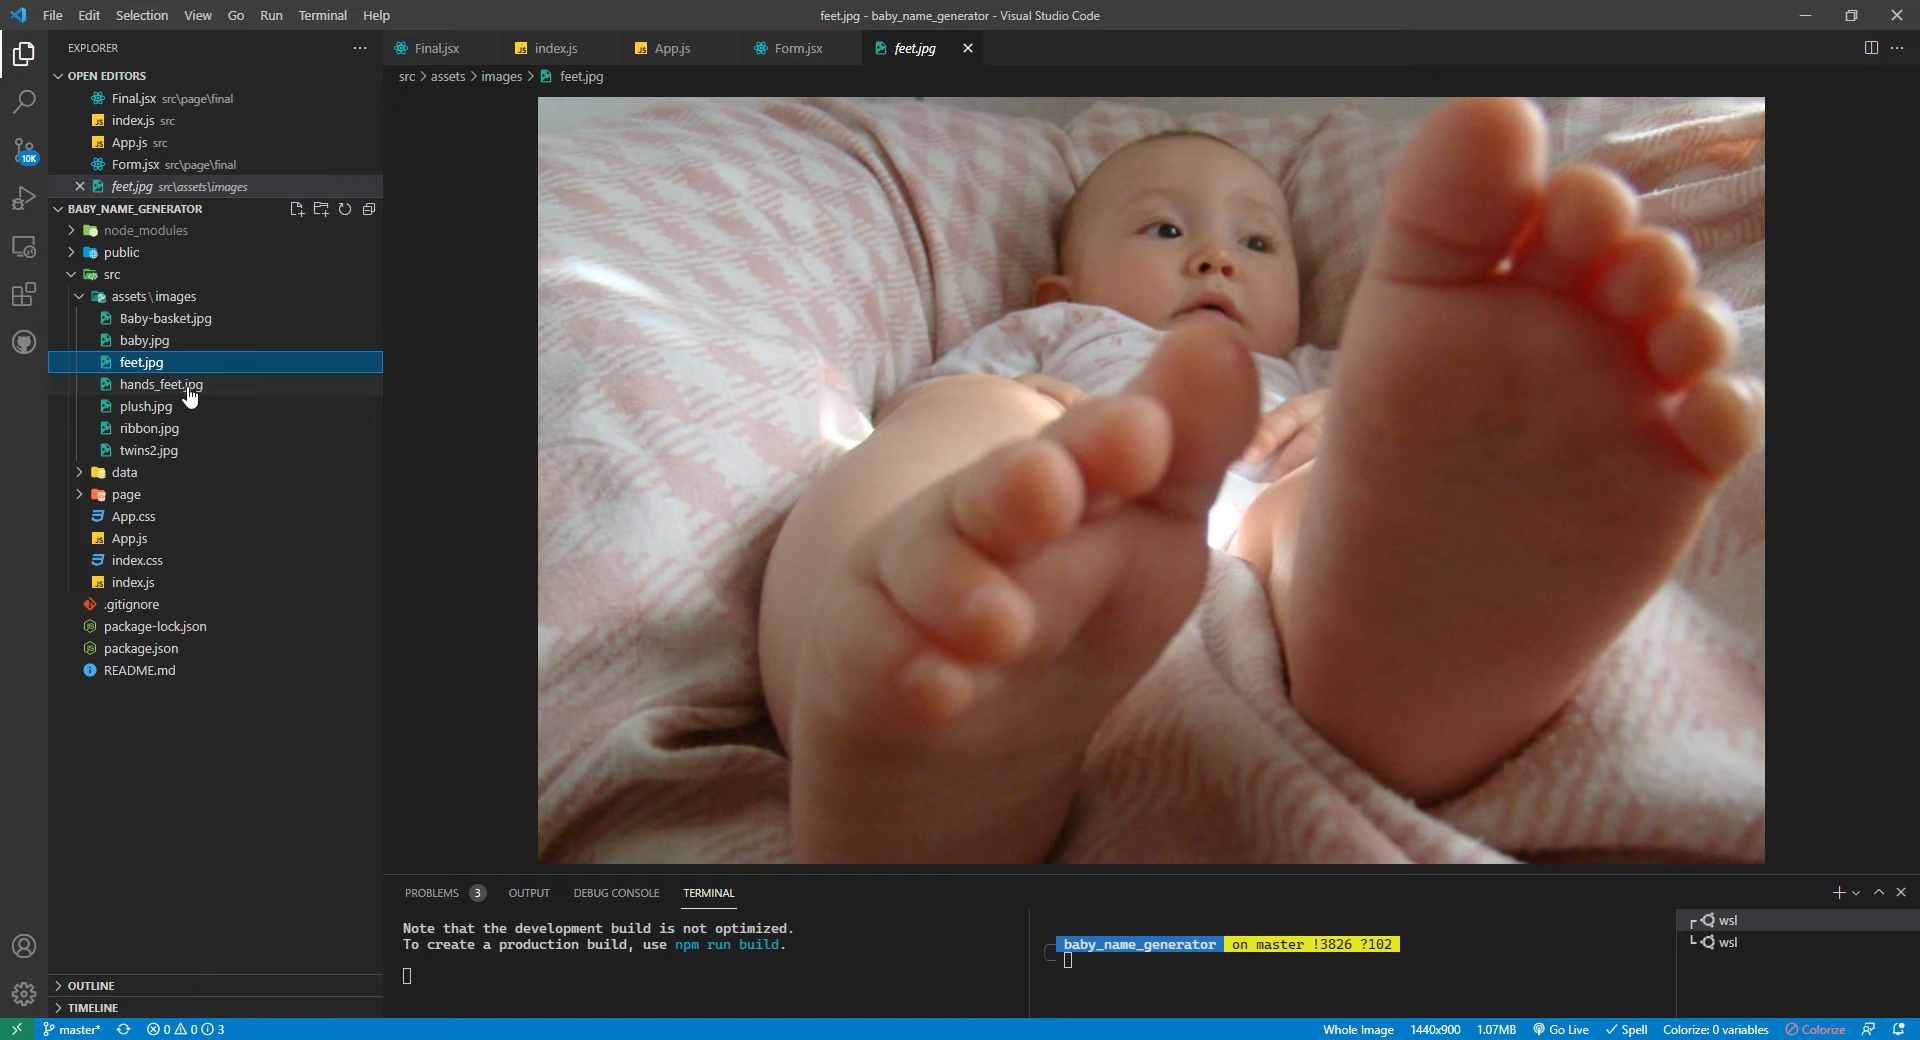 File Edit Selection View Go Run Terminal Help
feet.jpg - baby_name_generator - Visual Studio Code
EXPLORER
OPEN EDITORS
Final.jsx src\page\final
index.js src
App.js src
Form.jsx src\page\final
feet.jpg src\assets\images
BABY_NAME_GENERATOR
node_modules
public
src
assets\images
Baby-basket.jpg
baby.jpg
feet.jpg
hands_feet.jpg
plush.jpg
ribbon.jpg
twins2.jpg
data
page
App.css
App.js
index.css
index.js
.gitignore
package-lock.json
package.json
README.md
OUTLINE
TIMELINE
10K
Final.jsx index.js App.js Form.jsx feet.jpg
src > assets > images > feet.jpg
PROBLEMS 3 OUTPUT DEBUG CONSOLE TERMINAL
Note that the development build is not optimized.
To create a production build, use npm run build.
baby_name_generator on master !3826 ?102
wsl
wsl
master* 0 0 3
Whole Image 1440x900 1.07MB Go Live Spell Colorize: 0 variables Colorize